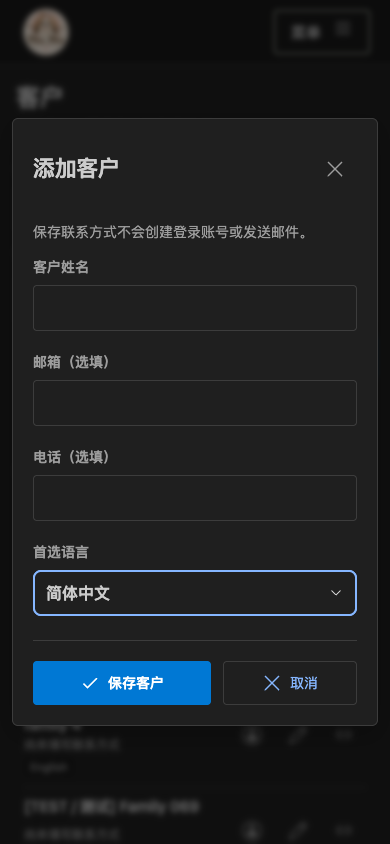 菜单
客户
添加客户
保存联系方式不会创建登录账号或发送邮件。
客户姓名
邮箱（选填）
电话（选填）
首选语言
简体中文
保存客户
取消
English
[TEST / 测试] Family 069